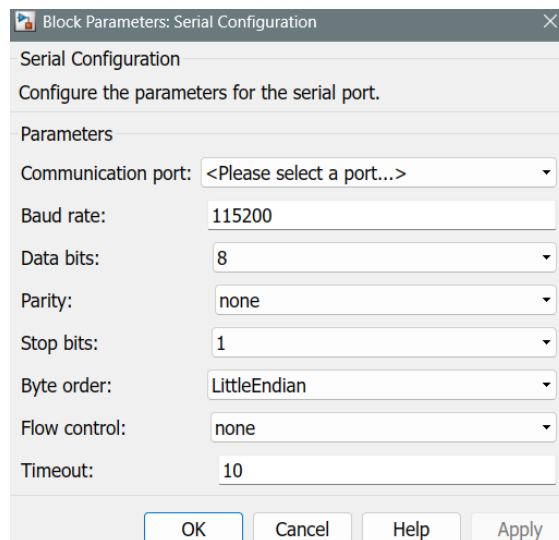 Block Parameters: Serial Configuration
Serial Configuration
Configure the parameters for the serial port.
Parameters
Communication port: <Please select a port...>
Baud rate: 115200
Data bits: 8
Parity: none
Stop bits: 1
Byte order: LittleEndian
Flow control: none
Timeout: 10
OK Cancel Help Apply